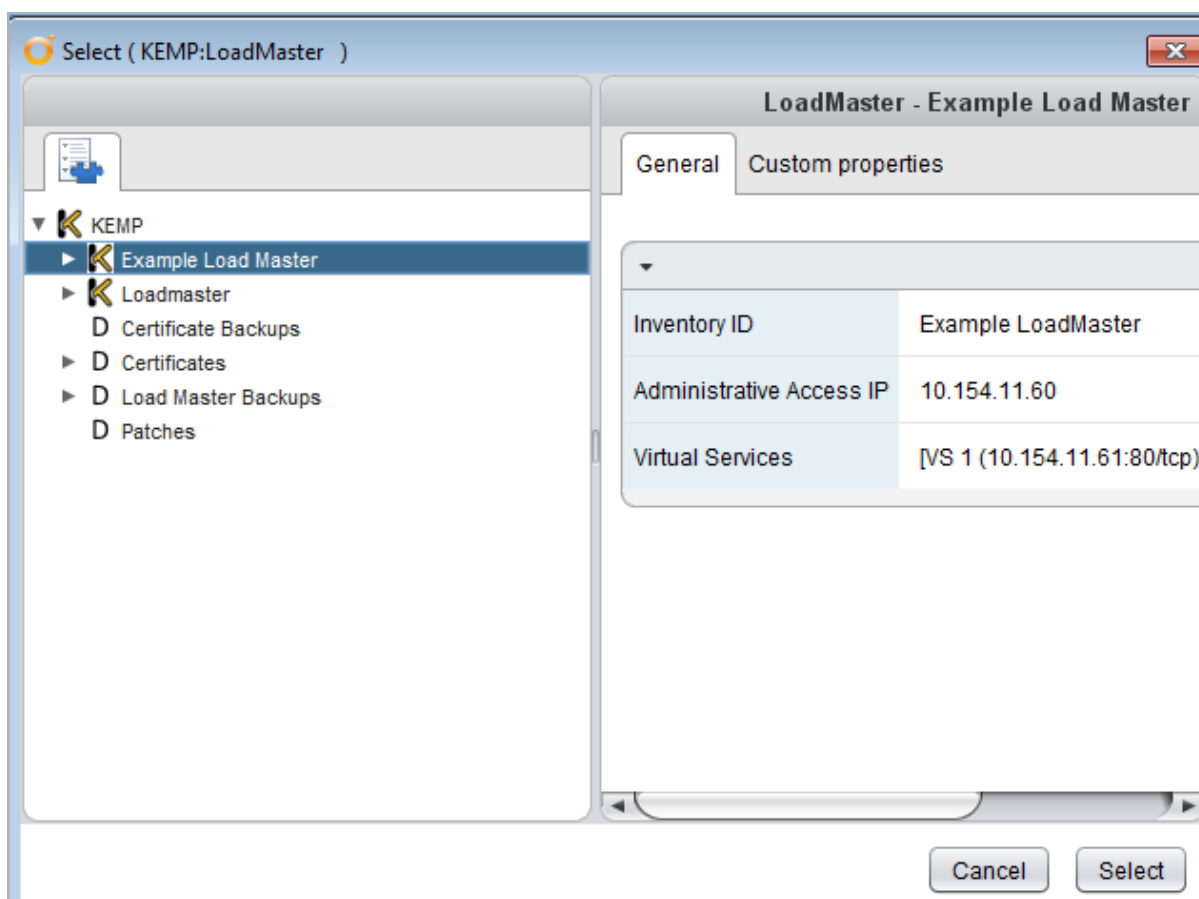 Select ( KEMP:LoadMaster )
LoadMaster - Example Load Master
General Custom properties
KEMP
Example Load Master
Loadmaster
D Certificate Backups
D Certificates
D Load Master Backups
D Patches
Inventory ID Example LoadMaster
Administrative Access IP 10.154.11.60
Virtual Services [VS 1 (10.154.11.61:80/tcp)
Cancel Select